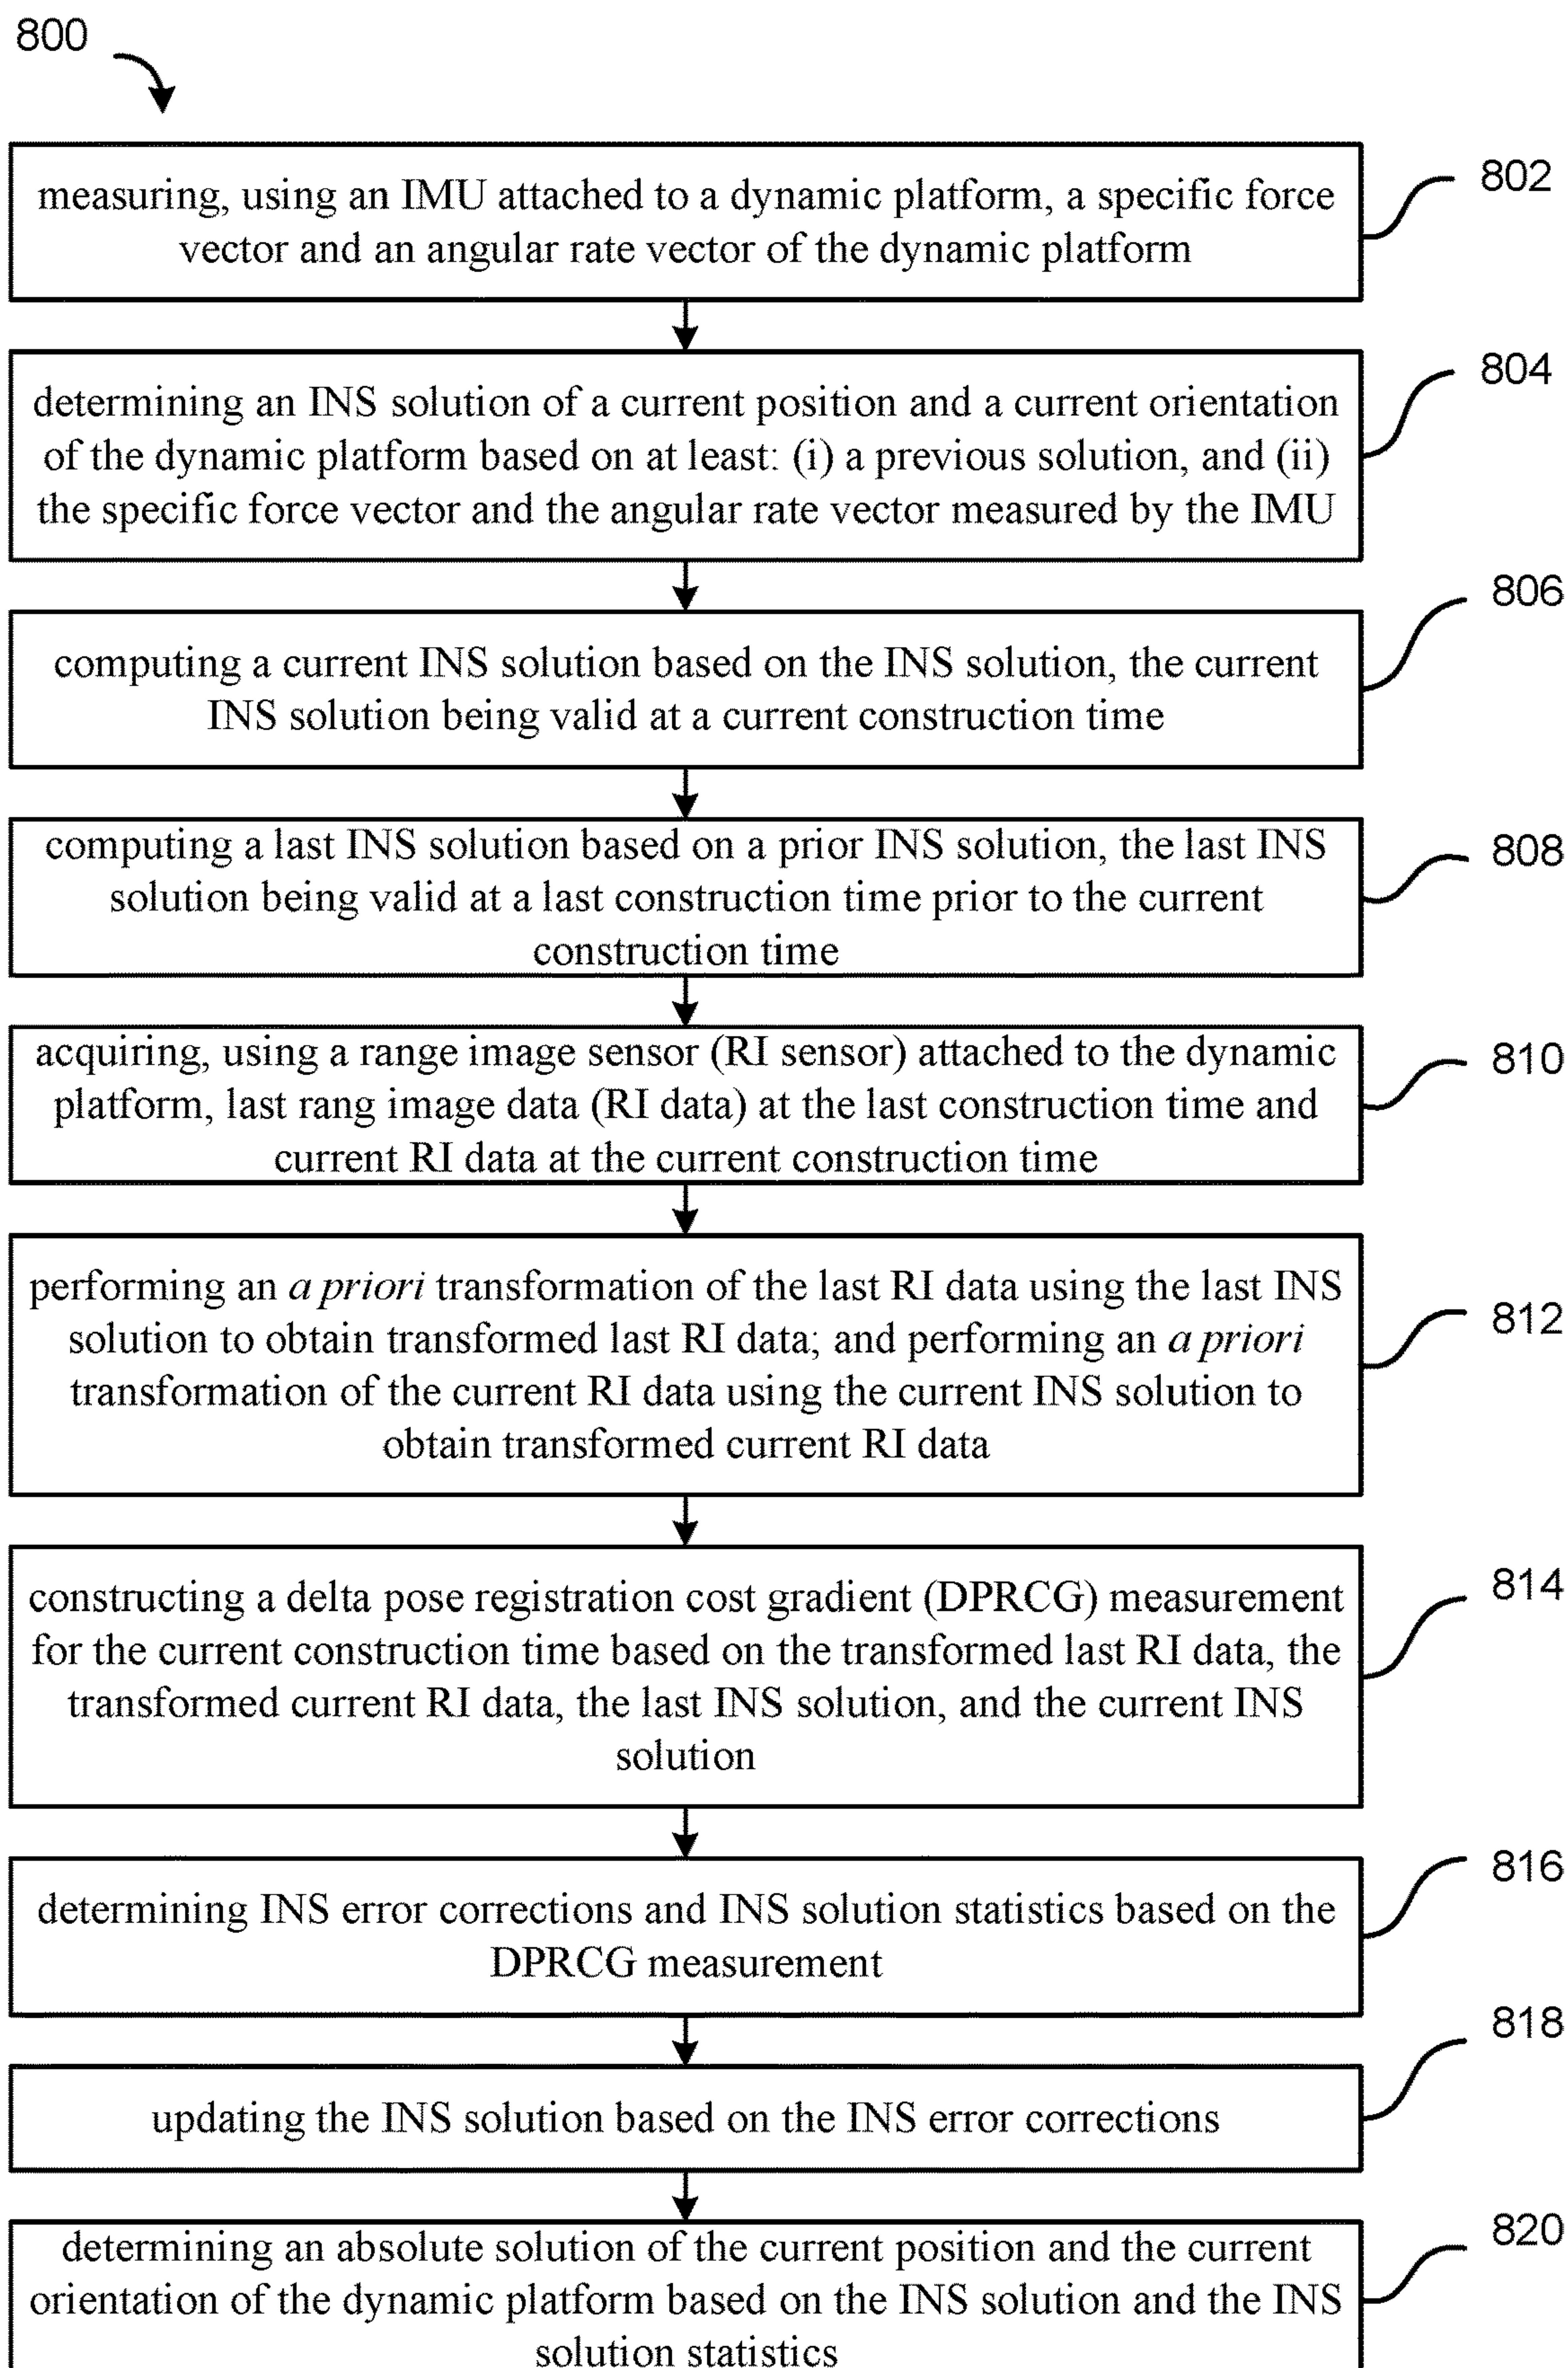 800
measuring, using an IMU attached to a dynamic platform, a specific force
vector and an angular rate vector of the dynamic platform
802
determining an INS solution of a current position and a current orientation
of the dynamic platform based on at least: (i) a previous solution, and (ii)
the specific force vector and the angular rate vector measured by the IMU
804
computing a current INS solution based on the INS solution, the current
INS solution being valid at a current construction time
806
computing a last INS solution based on a prior INS solution, the last INS
solution being valid at a last construction time prior to the current
construction time
808
acquiring, using a range image sensor (RI sensor) attached to the dynamic
platform, last rang image data (RI data) at the last construction time and
current RI data at the current construction time
810
performing an a priori transformation of the last RI data using the last INS
solution to obtain transformed last RI data; and performing an a priori
transformation of the current RI data using the current INS solution to
obtain transformed current RI data
812
constructing a delta pose registration cost gradient (DPRCG) measurement
for the current construction time based on the transformed last RI data, the
transformed current RI data, the last INS solution, and the current INS
solution
814
determining INS error corrections and INS solution statistics based on the
DPRCG measurement
816
updating the INS solution based on the INS error corrections
818
determining an absolute solution of the current position and the current
orientation of the dynamic platform based on the INS solution and the INS
solution statistics
820